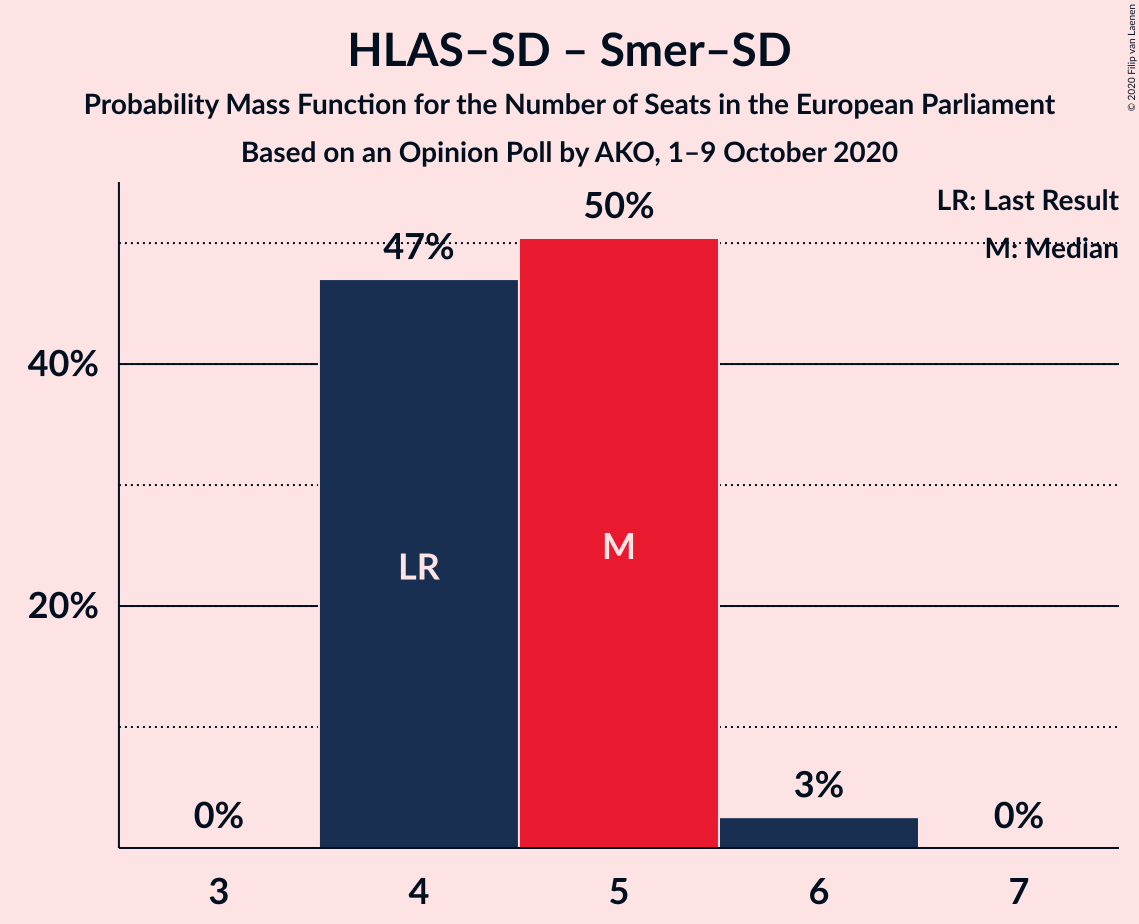 HLAS–SD – Smer–SD
Probability Mass Function for the Number of Seats in the European Parliament
Based on an Opinion Poll by AKO, 1–9 October 2020
© 2020 Filip van Laenen
LR: Last Result
M: Median
50%
47%
40%
M
LR
20%
3%
0%
0%
3 4 5 6 7